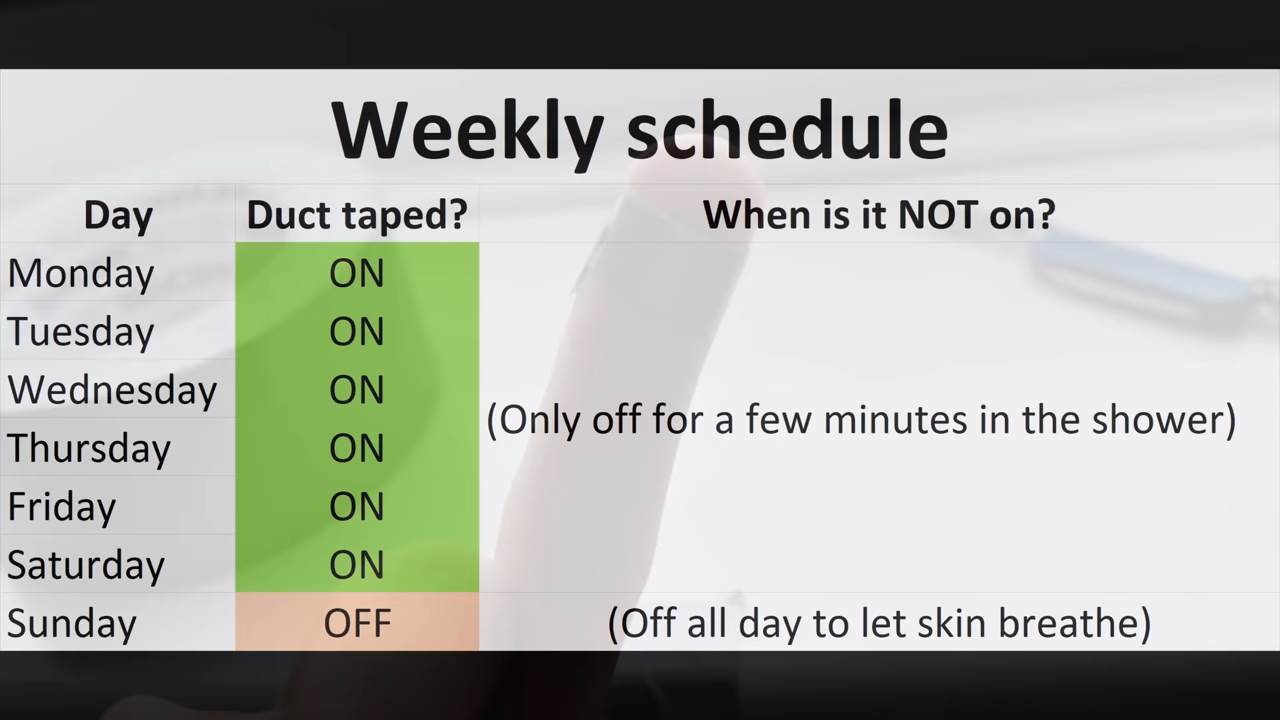 Weekly schedule
Day Duct taped? When is it NOT on?
Monday ON
Tuesday ON
Wednesday ON
(Only off for a few minutes in the shower)
Thursday ON
Friday ON
Saturday ON
Sunday OFF (Off all day to let skin breathe)